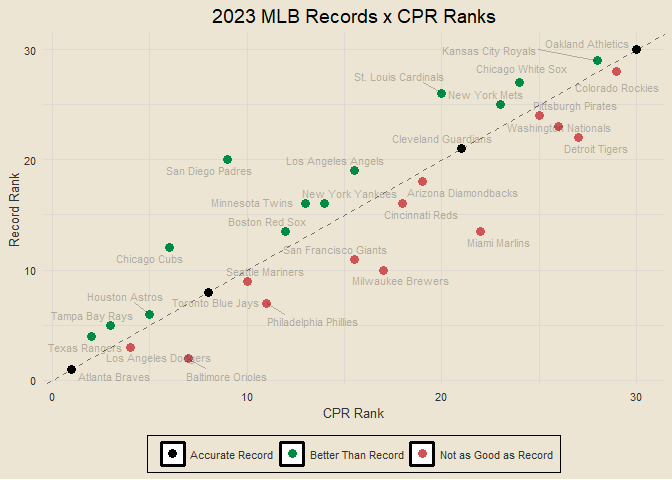 2023 MLB Records x CPR Ranks
30
20
10
0
Record Rank
Oakland Athletics
Kansas City Royals
Chicago White Sox
St. Louis Cardinals
Colorado Rockies
New York Mets
Pittsburgh Pirates
Washington Nationals
Cleveland Guardians
Detroit Tigers
Los Angeles Angels
San Diego Padres
New York Yankees
Arizona Diamondbacks
Minnesota Twins
Cincinnati Reds
Boston Red Sox
Miami Marlins
San Francisco Giants
Chicago Cubs
Seattle Mariners
Milwaukee Brewers
Houston Astros
Toronto Blue Jays
Tampa Bay Rays
Philadelphia Phillies
Texas Rangers
Los Angeles Dodgers
Atlanta Braves
Baltimore Orioles
0
10
20
30
CPR Rank
Accurate Record
Better Than Record
Not as Good as Record